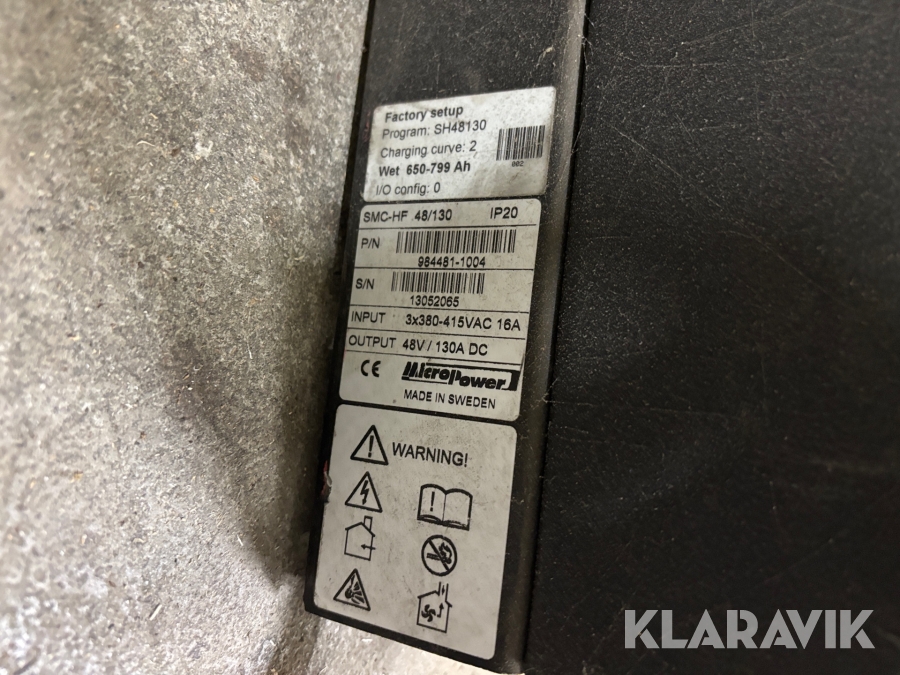 Factory setup
Program: SH48130
Charging curve: 2
Wet 650-799 Ah
I/O config: 0
002
SMC-HF 48/130 IP20
P/N
984481-1004
S/N
13052065
INPUT 3x380-415VAC 16A
OUTPUT 48V / 130A DC
CE MicroPower
MADE IN SWEDEN
WARNING!
KLARAVIK